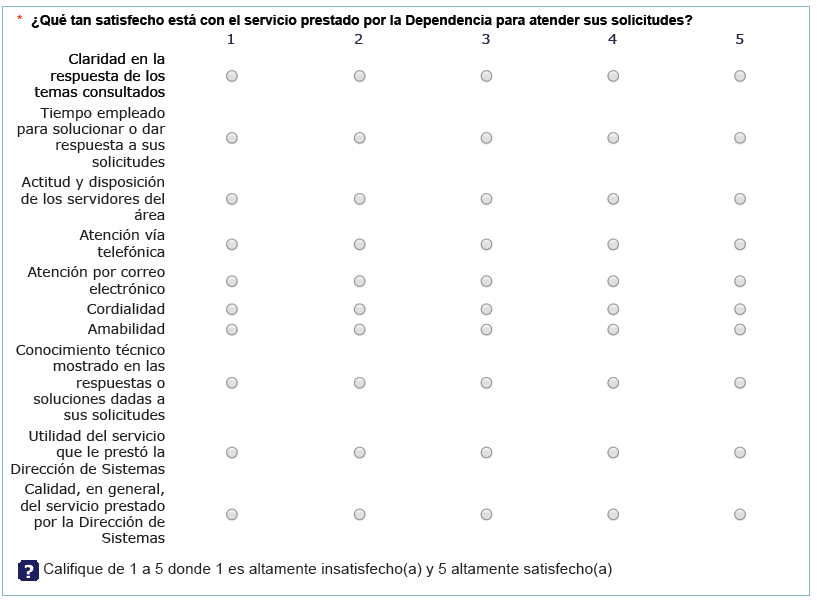 * ¿Qué tan satisfecho está con el servicio prestado por la Dependencia para atender sus solicitudes?
1 2 3 4 5
Claridad en la
respuesta de los
temas consultados
Tiempo empleado
para solucionar o dar
respuesta a sus
solicitudes
Actitud y disposición
de los servidores del
área
Atención vía
telefónica
Atención por correo
electrónico
Cordialidad
Amabilidad
Conocimiento técnico
mostrado en las
respuestas o
soluciones dadas a
sus solicitudes
Utilidad del servicio
que le prestó la
Dirección de Sistemas
Calidad, en general,
del servicio prestado
por la Dirección de
Sistemas
? Califique de 1 a 5 donde 1 es altamente insatisfecho(a) y 5 altamente satisfecho(a)